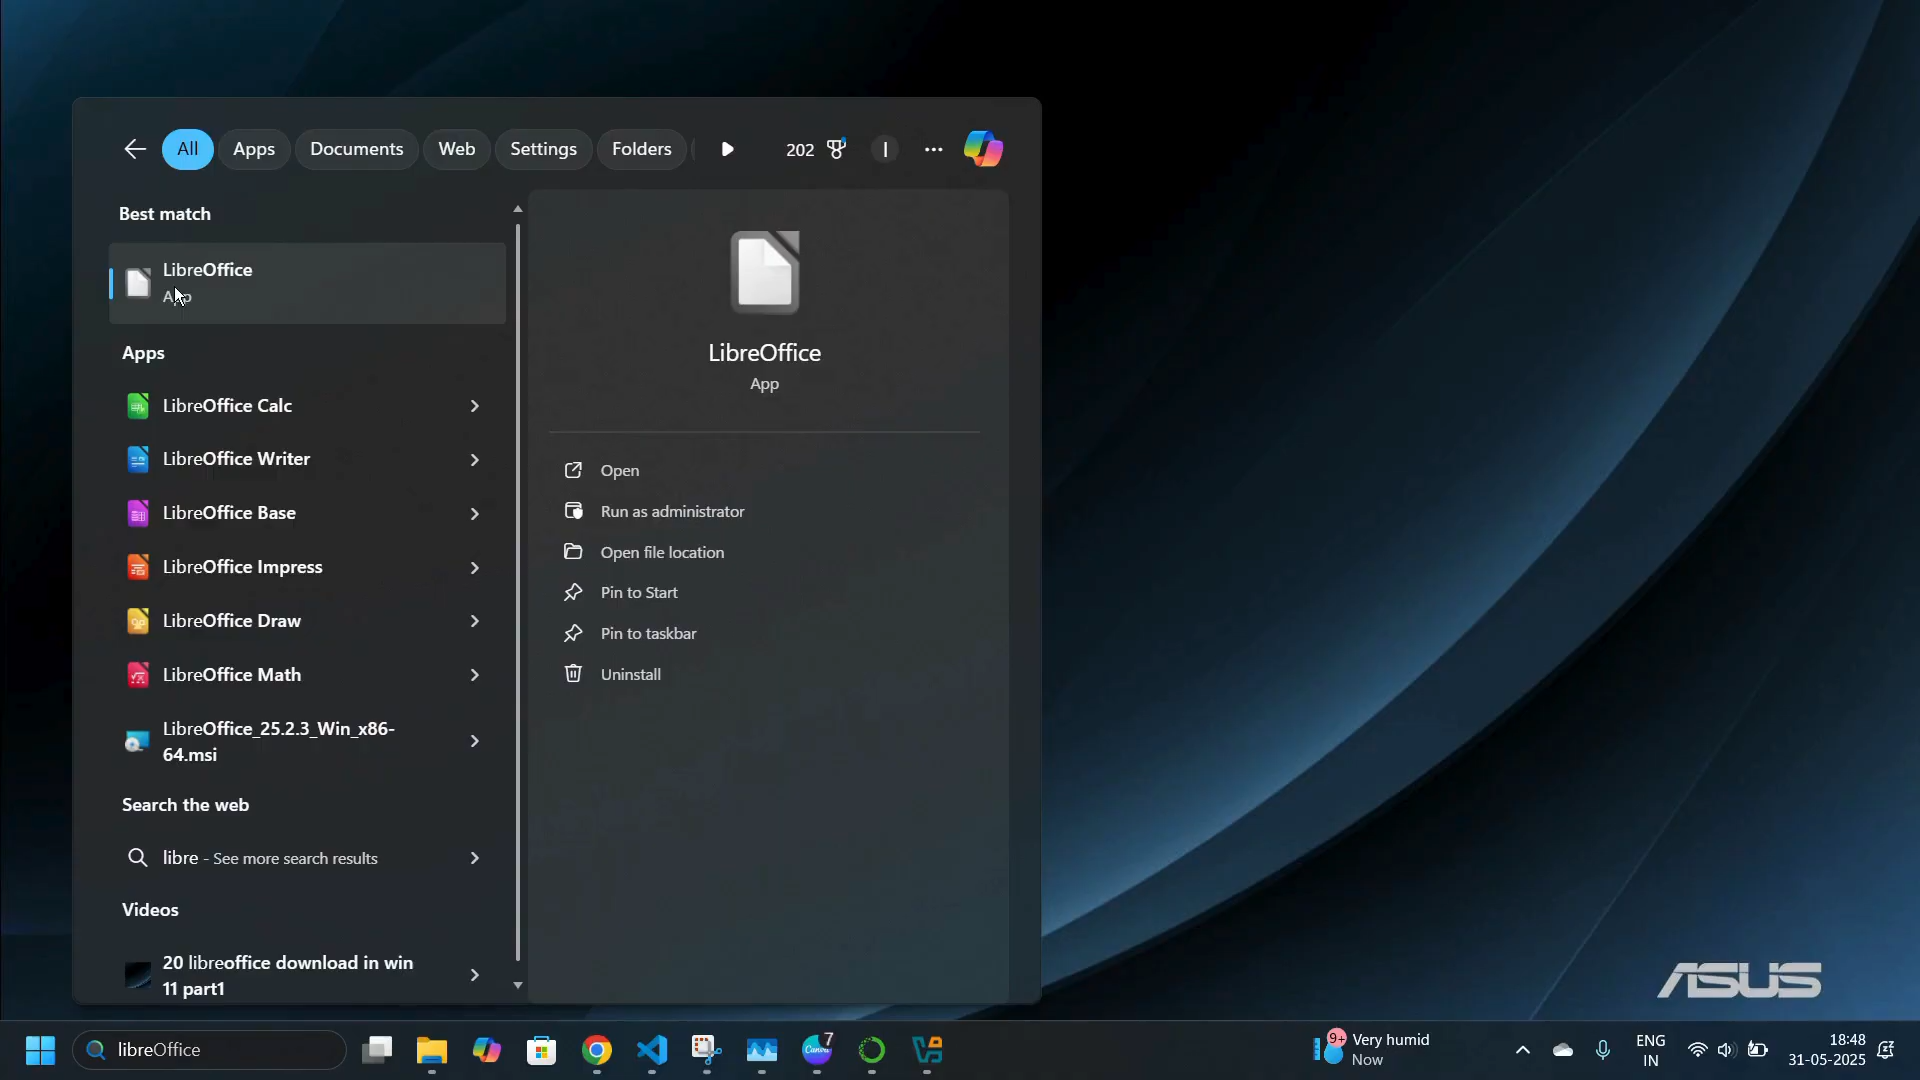 All
Apps
Documents
Web
Settings
Folders
202
I
Best match
LibreOffice
App
Apps
LibreOffice Calc
LibreOffice Writer
LibreOffice Base
LibreOffice Impress
LibreOffice Draw
LibreOffice Math
LibreOffice_25.2.3_Win_x86-
64.msi
Search the web
libre - See more search results
Videos
20 libreoffice download in win
11 part1
LibreOffice
App
Open
Run as administrator
Open file location
Pin to Start
Pin to taskbar
Uninstall
ASUS
libreOffice
Canva
7
9+
Very humid
Now
ENG
IN
18:48
31-05-2025